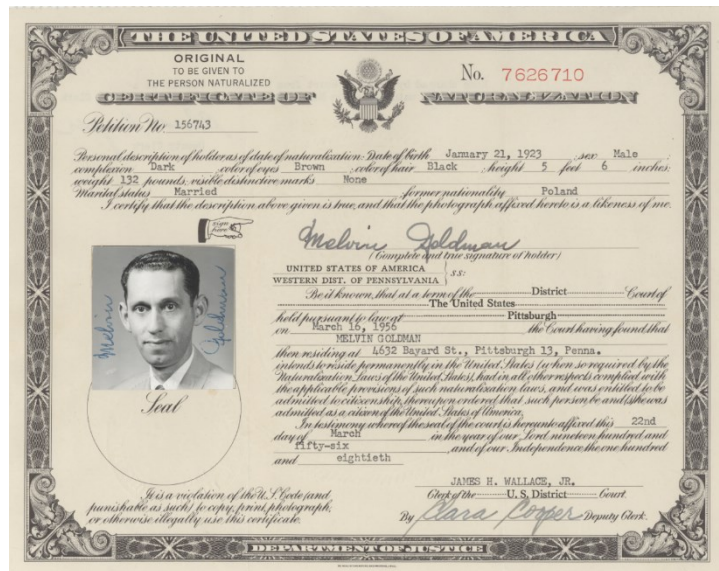 THE UNITED STATES OF AMERICA
ORIGINAL
TO BE GIVEN TO
THE PERSON NATURALIZED
No. 7626710
CERTIFICATE OF NATURALIZATION
Petition No. 156743
Personal description of holder as of date of naturalization: Date of birth January 21, 1923 sex Male
complexion Dark color of eyes Brown color of hair Black height 5 feet 6 inches
weight 132 pounds, visible distinctive marks None
Marital status Married former nationality Poland
I certify that the description above given is true, and that the photograph affixed hereto is a likeness of me.
sign here
Melvin Goldman
(Complete and true signature of holder)
UNITED STATES OF AMERICA
WESTERN DIST. OF PENNSYLVANIA
SS:
Be it known, that at a term of the District Court of
The United States
held pursuant to law at Pittsburgh
on March 16, 1956 the Court having found that
MELVIN GOLDMAN
then residing at 4632 Bayard St., Pittsburgh 13, Penna.
intends to reside permanently in the United States (when so required by the
Naturalization Laws of the United States), had in all other respects complied with
the applicable provisions of such naturalization laws, and was entitled to be
admitted to citizenship, thereupon ordered that such person be and (s)he was
admitted as a citizen of the United States of America.
In testimony whereof the seal of the court is hereunto affixed this 22nd
day of March in the year of our Lord nineteen hundred and
fifty-six and of our Independence the one hundred
and eightieth
Melvin Goldman
Seal
JAMES H. WALLACE, JR.
Clerk of the U. S. District Court.
By Clara Cooper Deputy Clerk.
It is a violation of the U.S. Code (and
punishable as such) to copy, print, photograph,
or otherwise illegally use this certificate.
DEPARTMENT OF JUSTICE